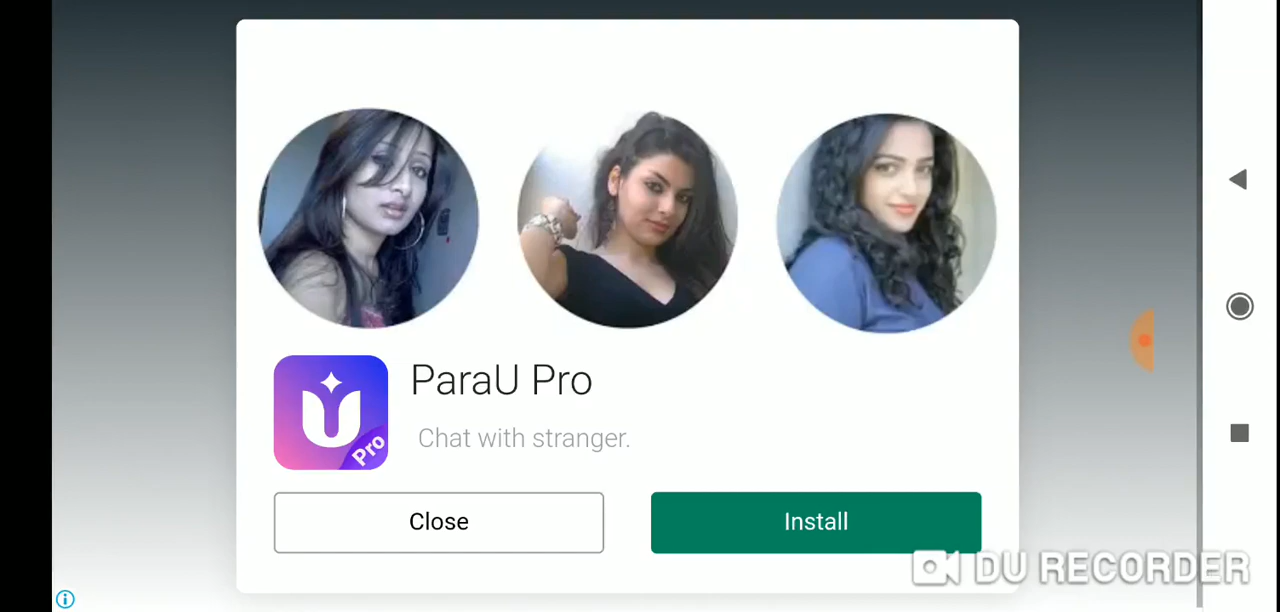 ParaU Pro
Pro
Chat with stranger.
Close
Install
DU RECORDER